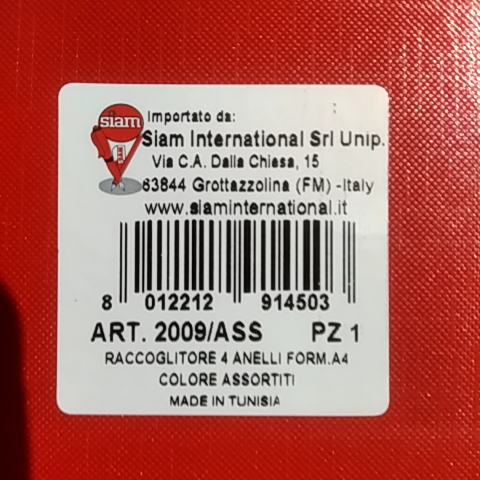 siam
Importato da:
Siam International Srl Unip.
Via C.A. Dalla Chiesa, 15
63844 Grottazzolina (FM) -Italy
www.siaminternational.it
8 012212 914503
ART. 2009/ASS PZ 1
RACCOGLITORE 4 ANELLI FORM.A4
COLORE ASSORTITI
MADE IN TUNISIA